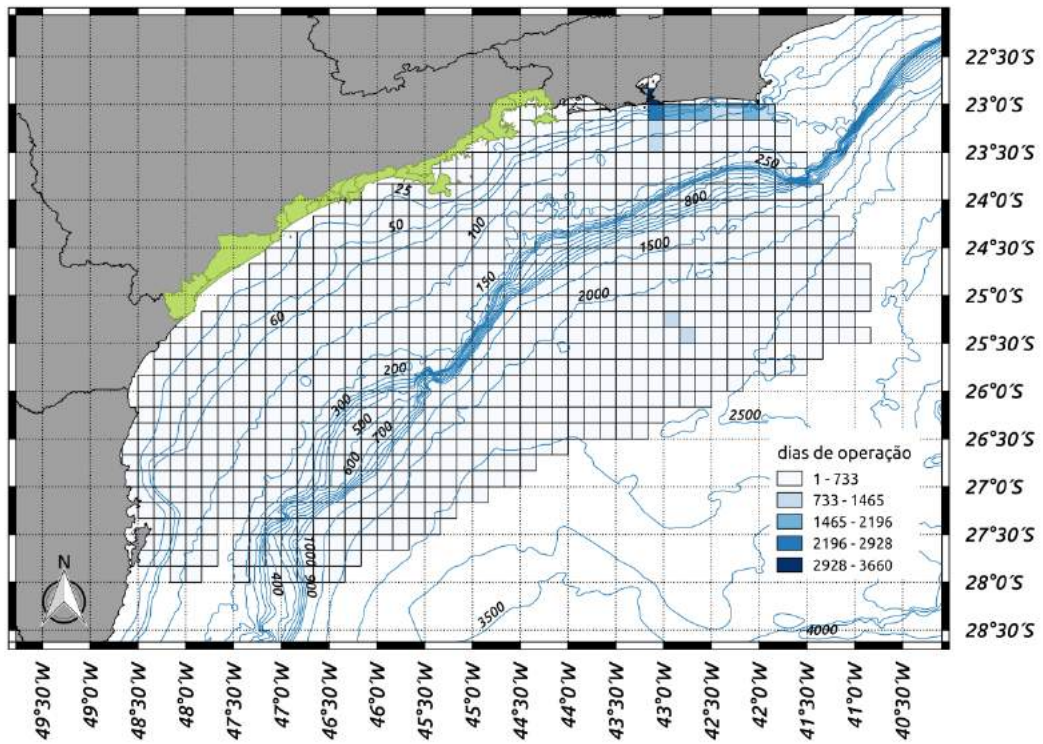 22°30'S
23°0'S
23°30'S
24°0'S
24°30'S
25°0'S
25°30'S
26°0'S
26°30'S
27°0'S
27°30'S
28°0'S
28°30'S
250
25
800
50
100
1500
150
2000
60
200
300
2500
500
700
600
dias de operação
1 - 733
733 - 1465
1465 - 2196
2196 - 2928
2928 - 3660
1000
900
400
N
3500
4000
49°30'W
49°0'W
48°30'W
48°0'W
47°30'W
47°0'W
46°30'W
46°0'W
45°30'W
45°0'W
44°30'W
44°0'W
43°30'W
43°0'W
42°30'W
42°0'W
41°30'W
41°0'W
40°30'W